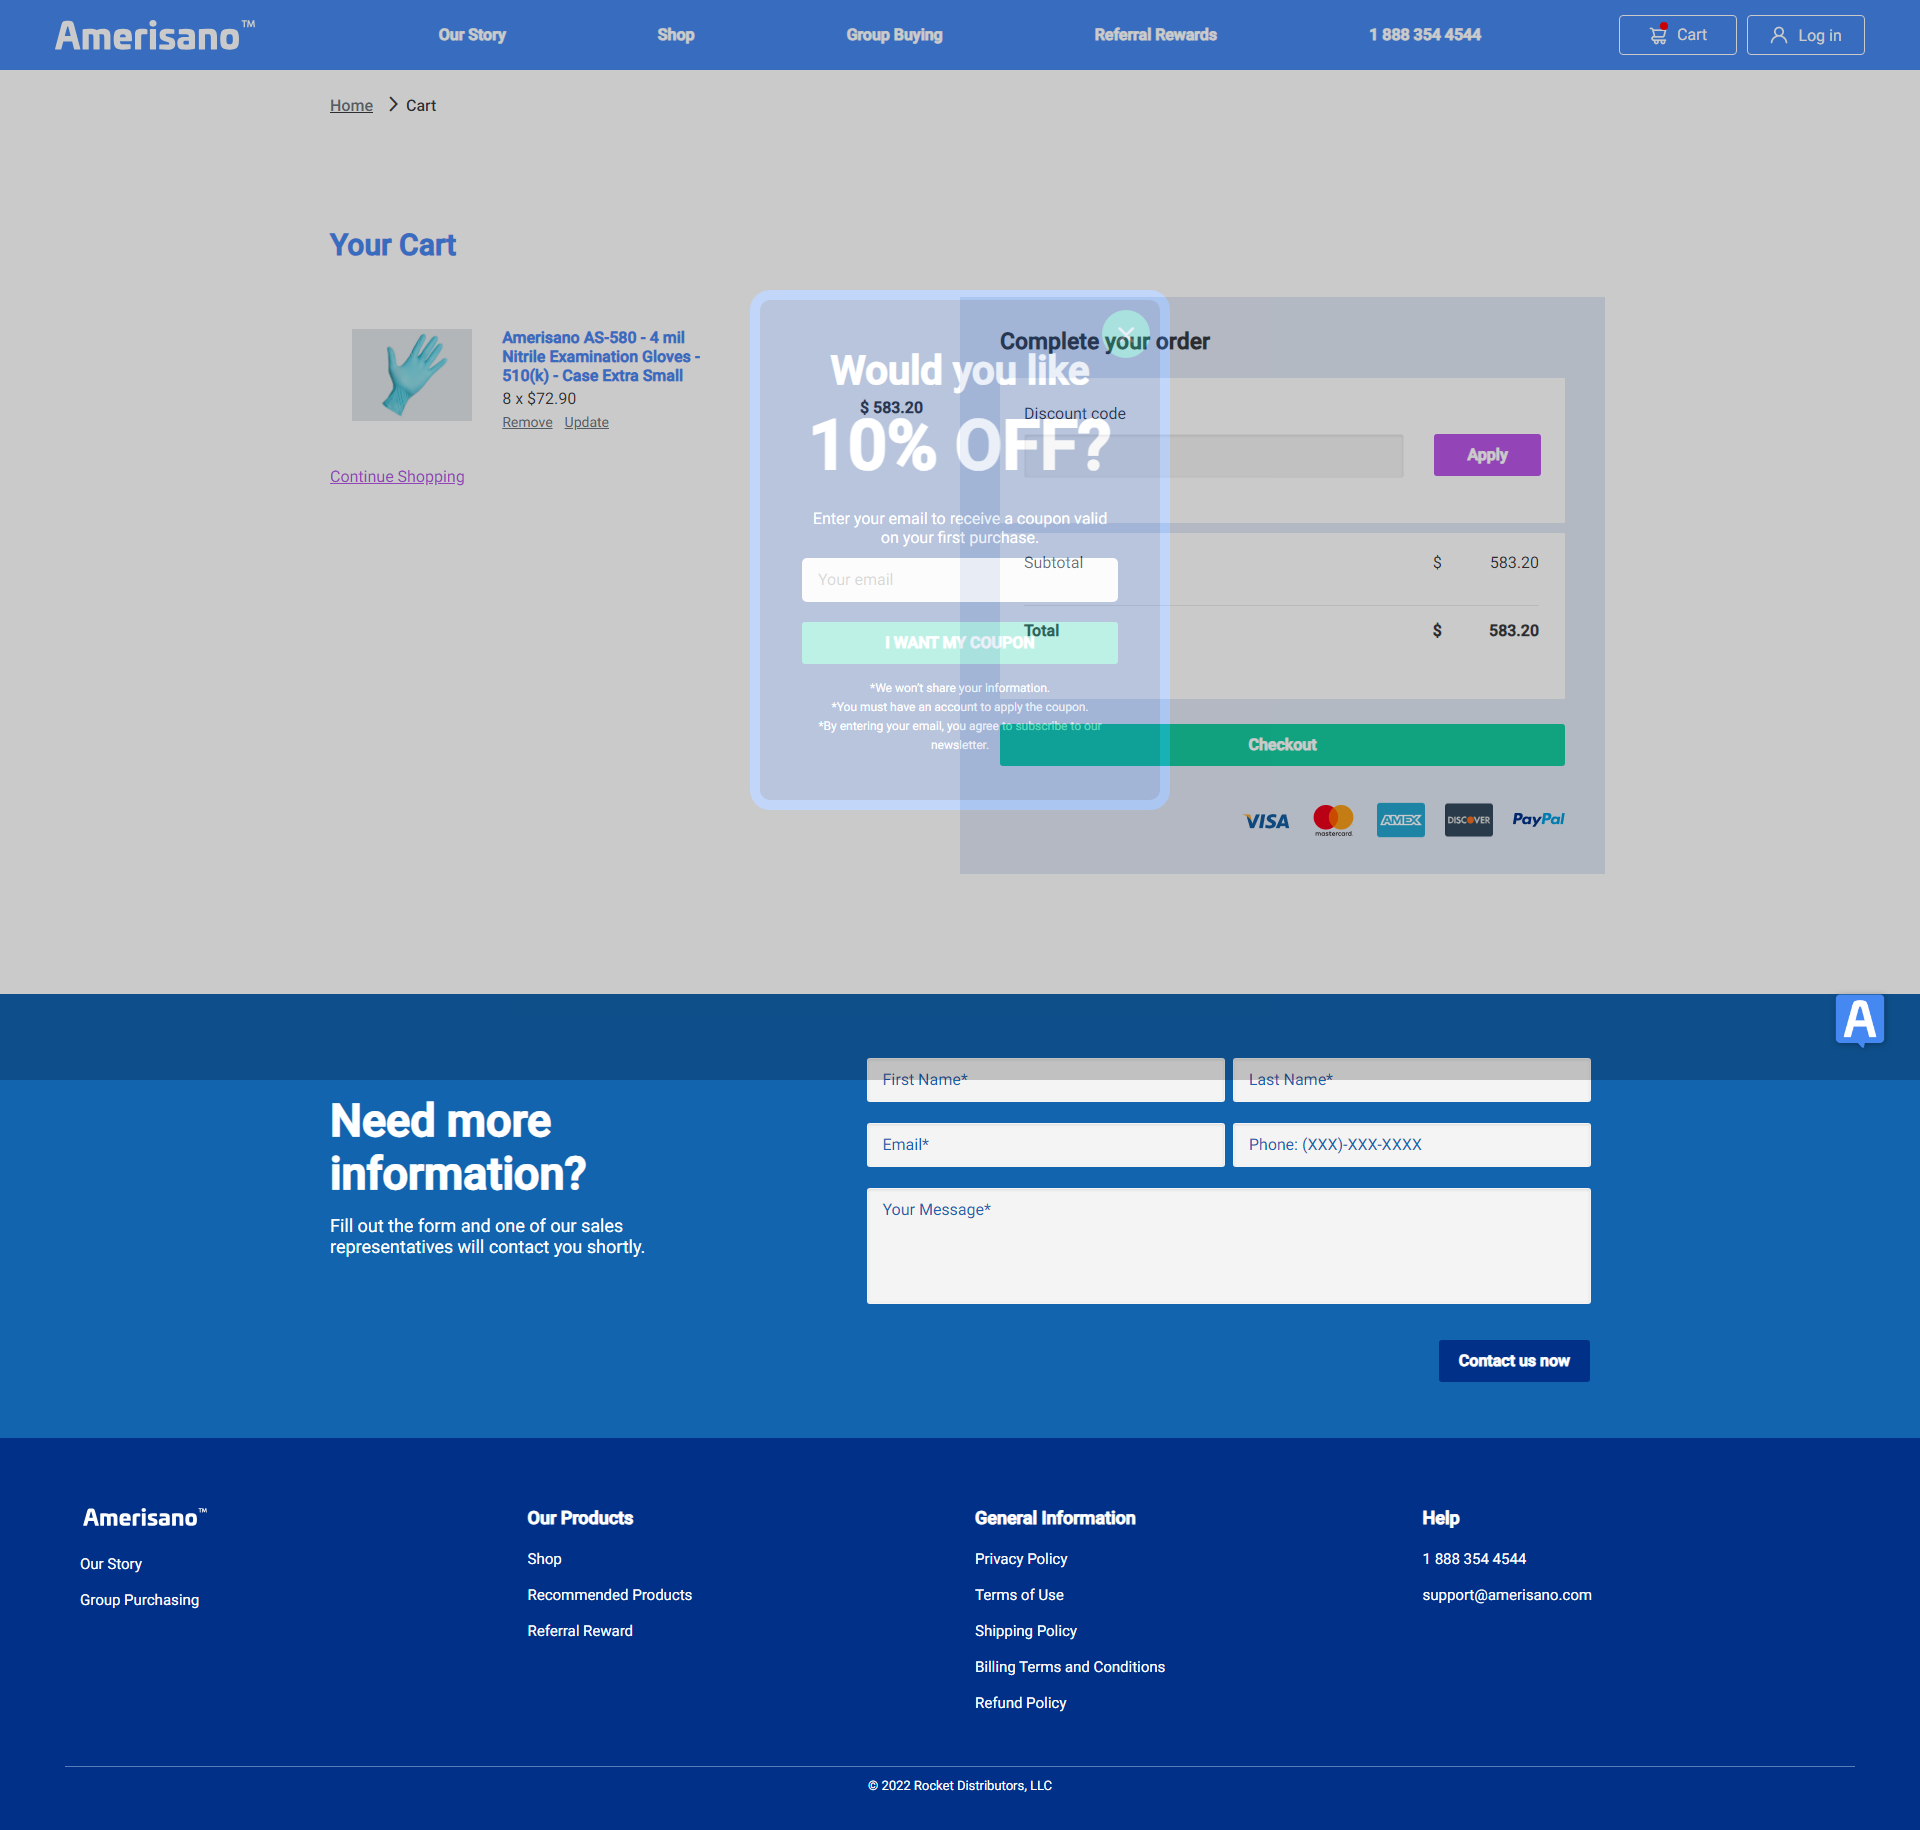 Amerisano™
Our Story
Shop
Group Buying
Referral Rewards
1 888 354 4544
Cart
Log in
Home
Cart
Your Cart
Amerisano AS-580 - 4 mil
Nitrile Examination Gloves -
510(k) - Case Extra Small
8 x $72.90
Remove Update
$ 583.20
Continue Shopping
Would you like
10% OFF?
Enter your email to receive a coupon valid
on your first purchase.
Your email
I WANT MY COUPON
*We won't share your information.
*You must have an account to apply the coupon.
*By entering your email, you agree to subscribe to our
newsletter.
Complete your order
Discount code
Apply
Subtotal $ 583.20
Total $ 583.20
Checkout
VISA
mastercard
AMEX
DISCOVER
PayPal
A
Need more
information?
Fill out the form and one of our sales
representatives will contact you shortly.
First Name*
Last Name*
Email*
Phone: (XXX)-XXX-XXXX
Your Message*
Contact us now
Amerisano™
Our Story
Group Purchasing
Our Products
Shop
Recommended Products
Referral Reward
General Information
Privacy Policy
Terms of Use
Shipping Policy
Billing Terms and Conditions
Refund Policy
Help
1 888 354 4544
support@amerisano.com
© 2022 Rocket Distributors, LLC